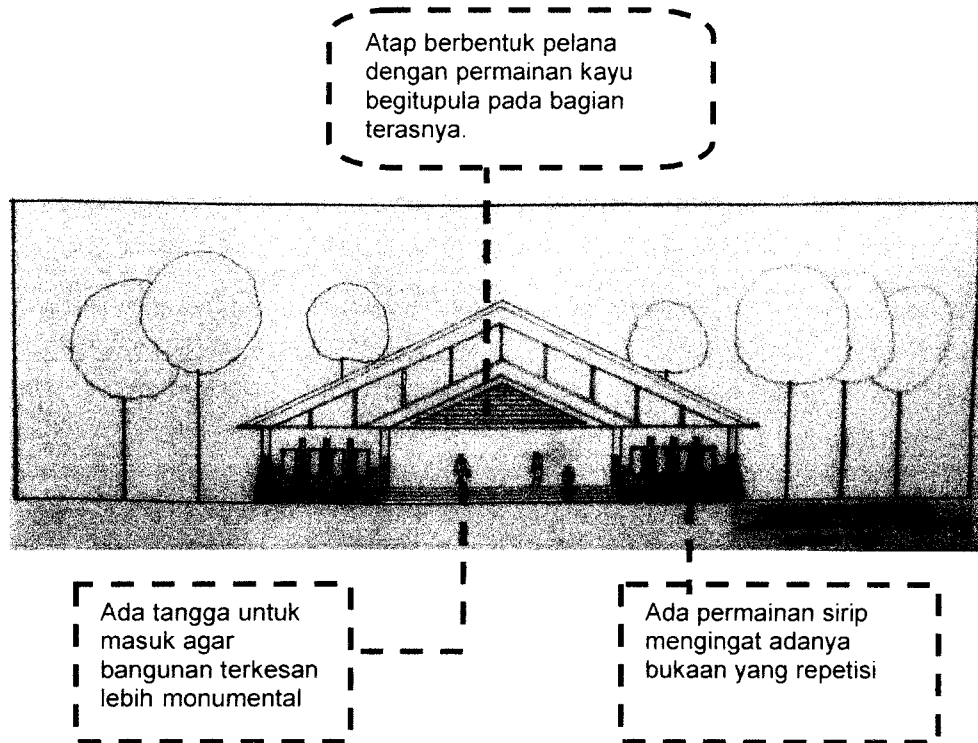 Atap berbentuk pelana
dengan permainan kayu
begitupula pada bagian
terasnya.
Ada tangga untuk
masuk agar
bangunan terkesan
lebih monumental
Ada permainan sirip
mengingat adanya
bukaan yang repetisi